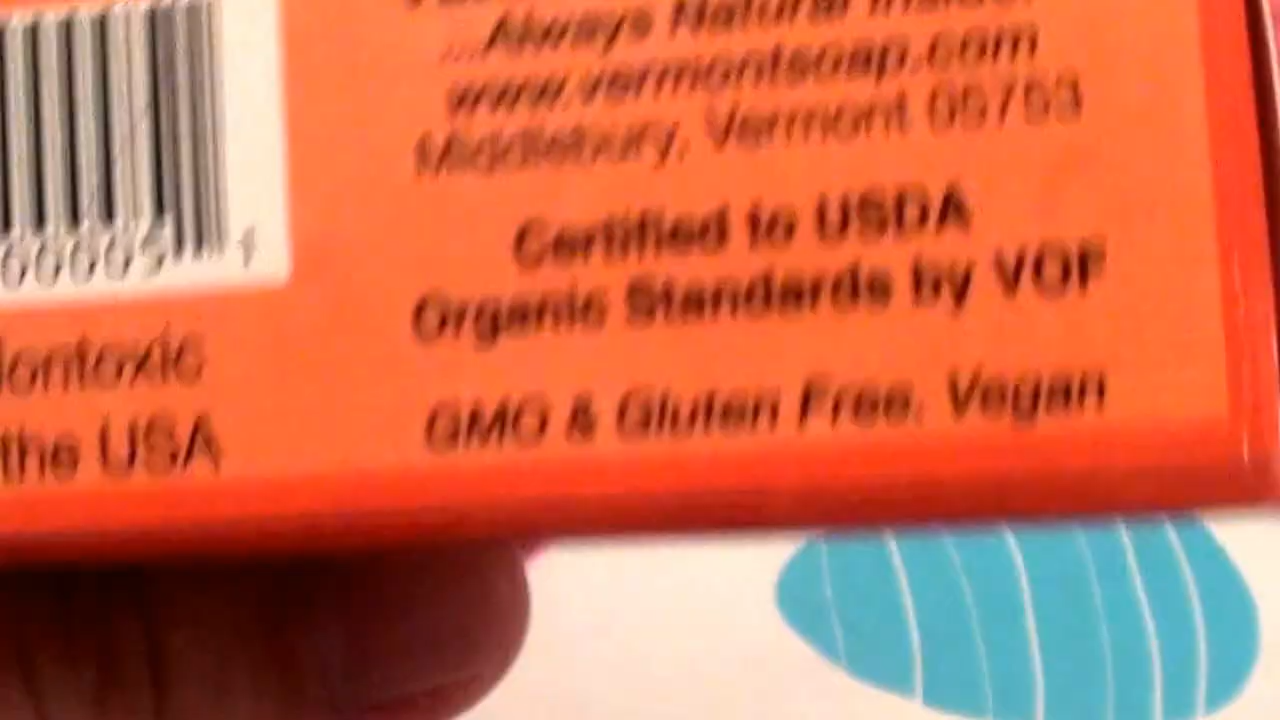 ...Always Natural Inside!
www.vermontsoap.com
Middlebury, Vermont 05753
Certified to USDA
Organic Standards by VOF
GMO & Gluten Free. Vegan
the USA